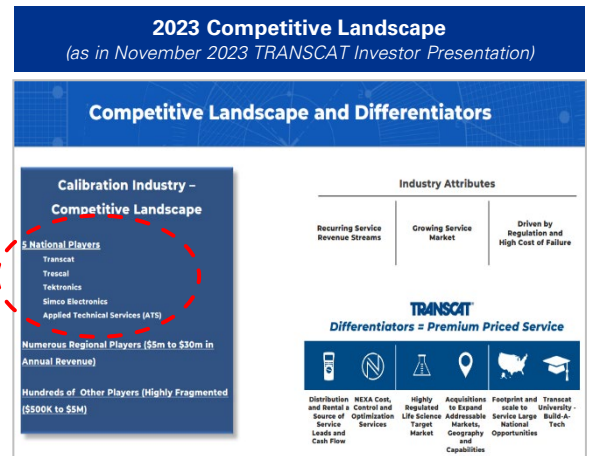 2023 Competitive Landscape
(as in November 2023 TRANSCAT Investor Presentation)
Competitive Landscape and Differentiators
Calibration Industry –
Competitive Landscape
5 National Players
Transcat
Trescal
Tektronics
Simco Electronics
Applied Technical Services (ATS)
Numerous Regional Players ($5m to $30m in
Annual Revenue)
Hundreds of Other Players (Highly Fragmented
($500K to $5M)
Industry Attributes
Recurring Service
Revenue Streams
Growing Service
Market
Driven by
Regulation and
High Cost of Failure
TRANSCAT
Differentiators = Premium Priced Service
Distribution
and Rental a
Source of
Service
Leads and
Cash Flow
NEXA Cost,
Control and
Optimization
Services
Highly
Regulated
Life Science
Target
Market
Acquisitions
to Expand
Addressable
Markets,
Geography
and
Capabilities
Footprint and
scale to
Service Large
National
Opportunities
Transcat
University -
Build-A-
Tech